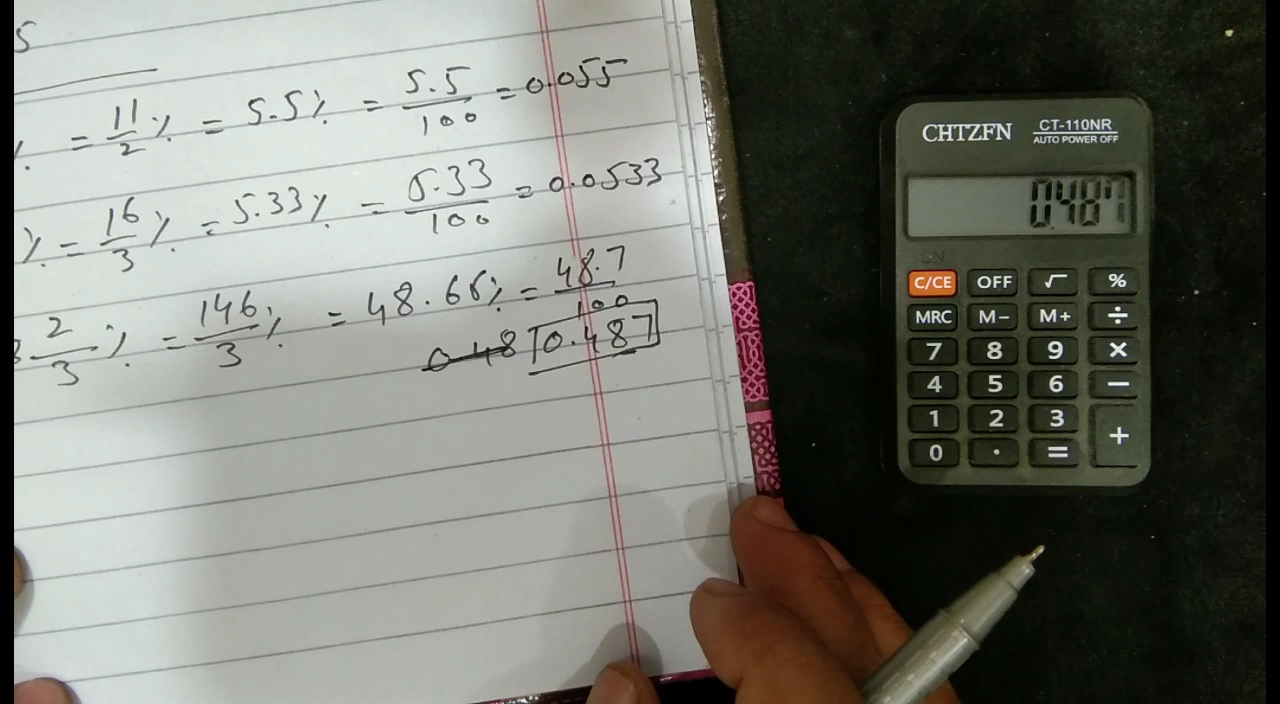 5
% = 11/2 % = 5.5% = 5.5/100 = 0.055
% = 16/3 % = 5.33% = 5.33/100 = 0.0533
8 2/3 % = 146/3 % = 48.66% = 48.7/100
0.48 0.487
CHTZFN CT-110NR
AUTO POWER OFF
0.487
ON
C/CE OFF √ %
MRC M− M+ ÷
7 8 9 ×
4 5 6 −
1 2 3 +
0 . =